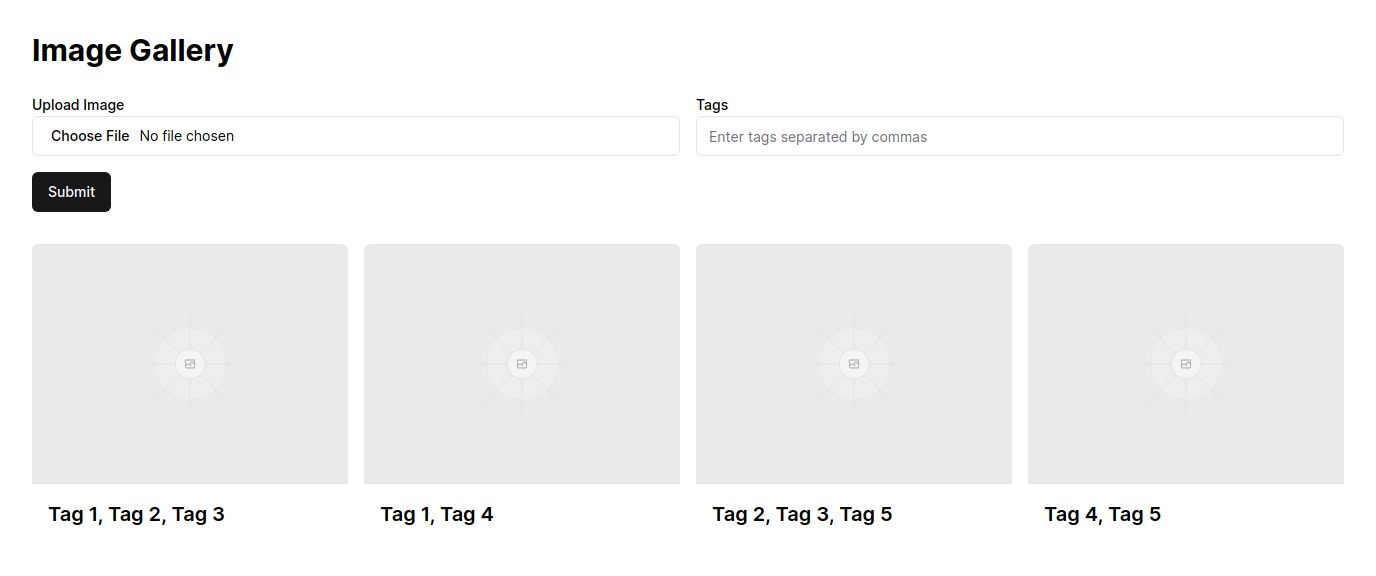 Image Gallery
Upload Image
Choose File No file chosen
Tags
Enter tags separated by commas
Submit
Tag 1, Tag 2, Tag 3
Tag 1, Tag 4
Tag 2, Tag 3, Tag 5
Tag 4, Tag 5